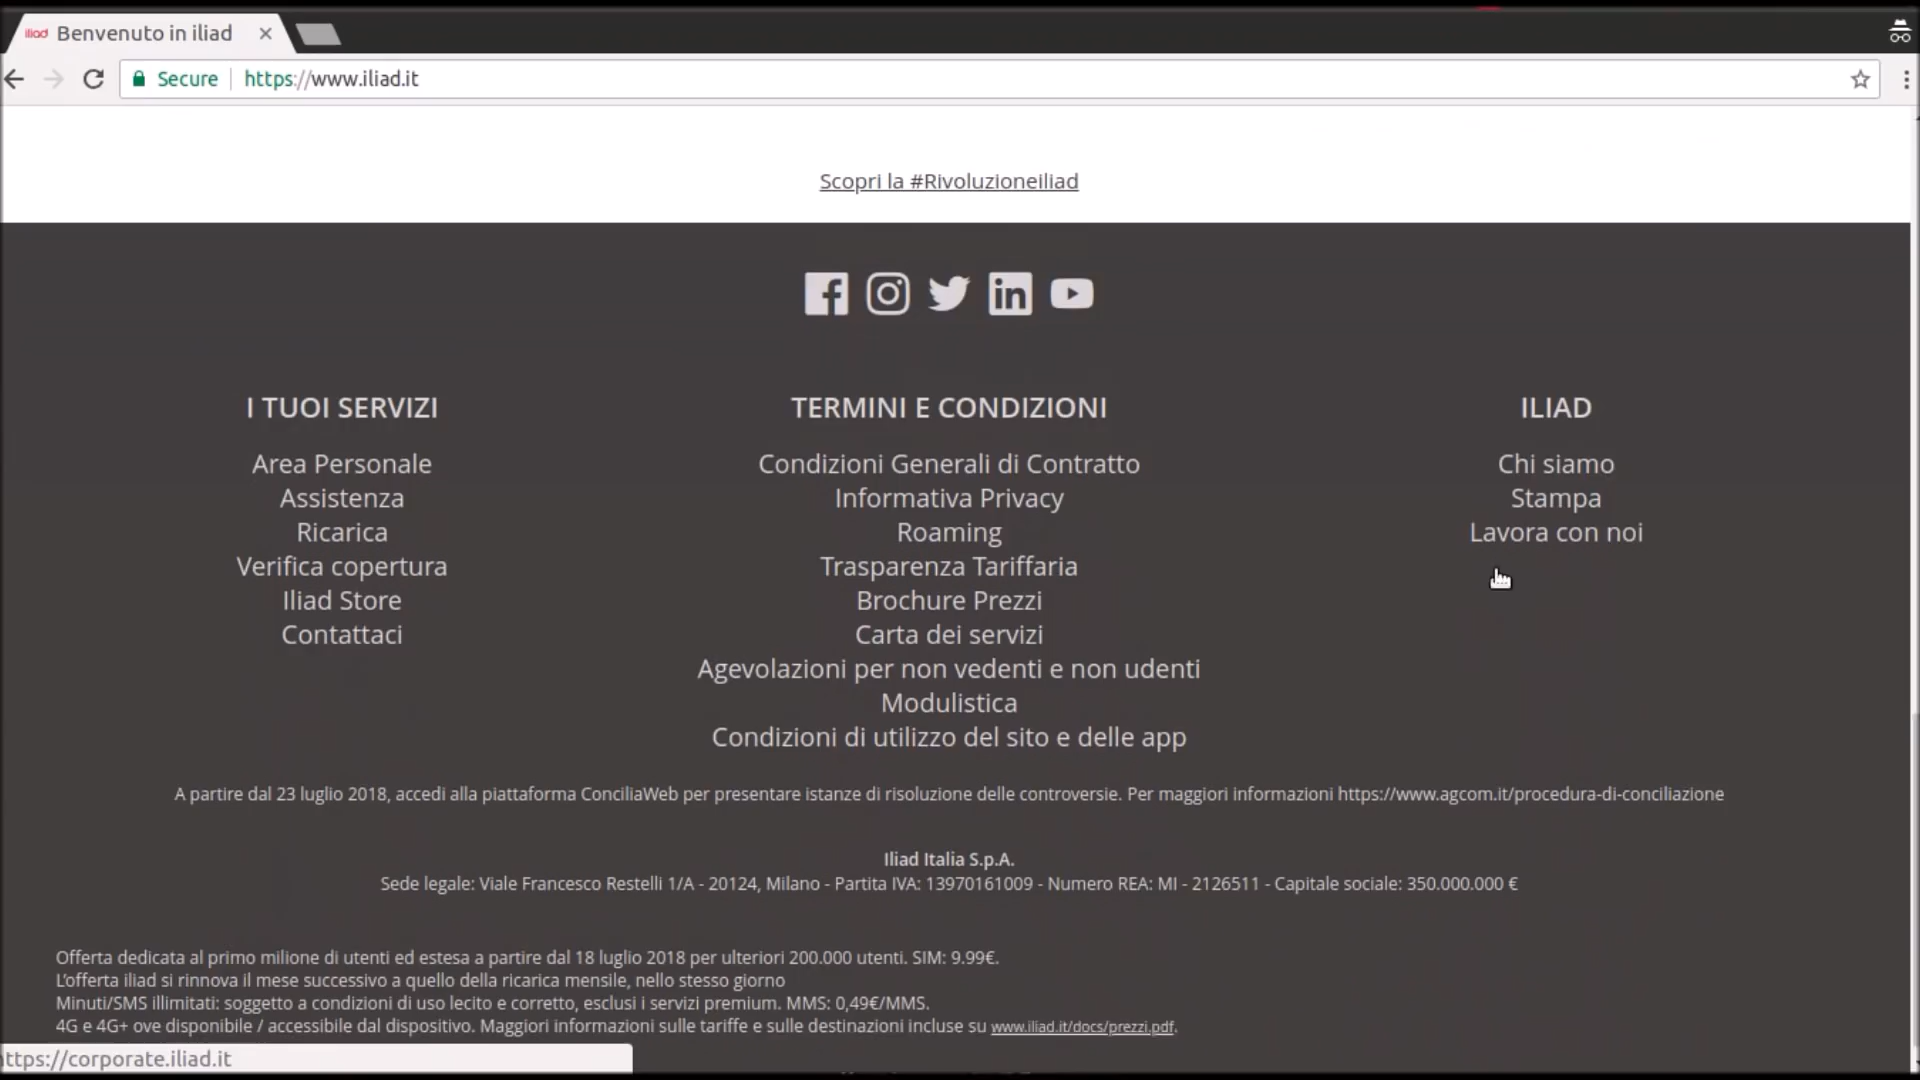 iliad Benvenuto in iliad
Secure https://www.iliad.it
Scopri la #Rivoluzioneiliad
I TUOI SERVIZI
Area Personale
Assistenza
Ricarica
Verifica copertura
Iliad Store
Contattaci
TERMINI E CONDIZIONI
Condizioni Generali di Contratto
Informativa Privacy
Roaming
Trasparenza Tariffaria
Brochure Prezzi
Carta dei servizi
Agevolazioni per non vedenti e non udenti
Modulistica
Condizioni di utilizzo del sito e delle app
ILIAD
Chi siamo
Stampa
Lavora con noi
A partire dal 23 luglio 2018, accedi alla piattaforma ConciliaWeb per presentare istanze di risoluzione delle controversie. Per maggiori informazioni https://www.agcom.it/procedura-di-conciliazione
Iliad Italia S.p.A.
Sede legale: Viale Francesco Restelli 1/A - 20124, Milano - Partita IVA: 13970161009 - Numero REA: MI - 2126511 - Capitale sociale: 350.000.000 €
Offerta dedicata al primo milione di utenti ed estesa a partire dal 18 luglio 2018 per ulteriori 200.000 utenti. SIM: 9.99€.
L'offerta iliad si rinnova il mese successivo a quello della ricarica mensile, nello stesso giorno
Minuti/SMS illimitati: soggetto a condizioni di uso lecito e corretto, esclusi i servizi premium. MMS: 0,49€/MMS.
4G e 4G+ ove disponibile / accessibile dal dispositivo. Maggiori informazioni sulle tariffe e sulle destinazioni incluse su www.iliad.it/docs/prezzi.pdf.
ttps://corporate.iliad.it